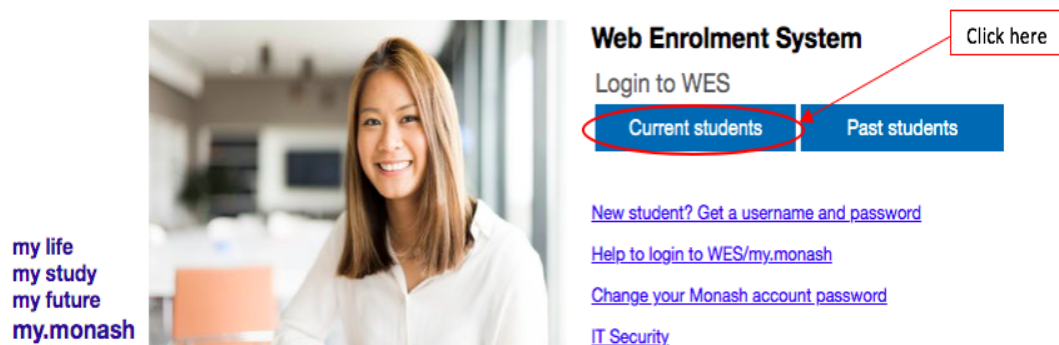 Web Enrolment System
Click here
Login to WES
Current students
Past students
New student? Get a username and password
Help to login to WES/my.monash
Change your Monash account password
IT Security
my life
my study
my future
my.monash